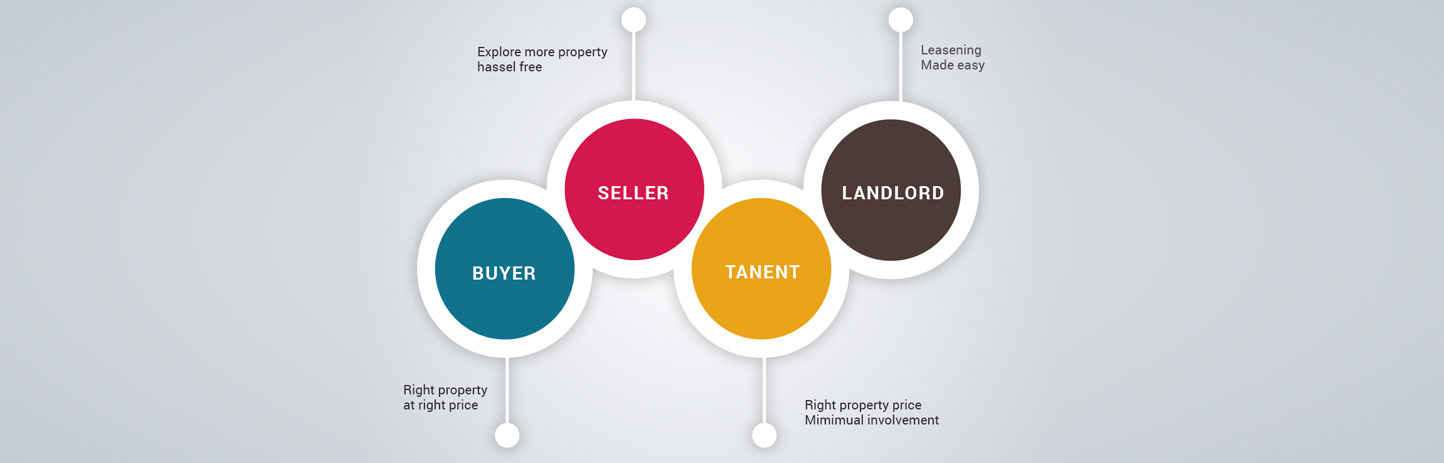 Explore more property
hassel free
Leasening
Made easy
SELLER
LANDLORD
BUYER
TANENT
Right property
at right price
Right property price
Mimimual involvement